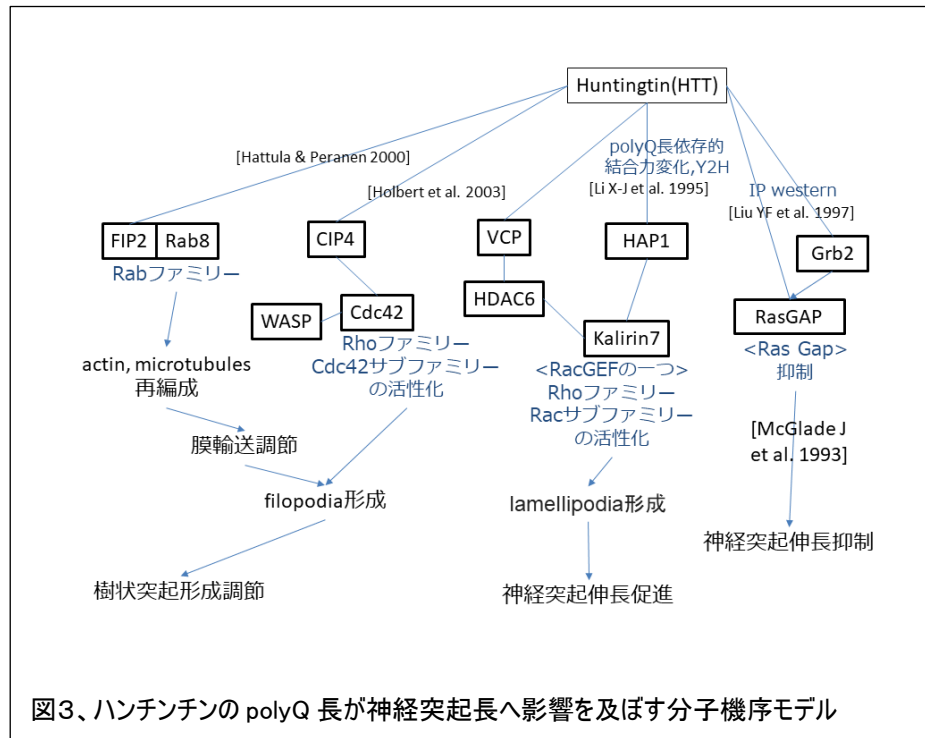 Huntingtin(HTT)
[Hattula & Peranen 2000]
[Holbert et al. 2003]
polyQ長依存的
結合力変化,Y2H
[Li X-J et al. 1995]
IP western
[Liu YF et al. 1997]
FIP2
Rab8
Rabファミリー
CIP4
VCP
HAP1
Grb2
WASP
Cdc42
HDAC6
Kalirin7
RasGAP
Rhoファミリー
Cdc42サブファミリー
の活性化
<RacGEFの一つ>
Rhoファミリー
Racサブファミリー
の活性化
<Ras Gap>
抑制
actin, microtubules
再編成
[McGlade J
et al. 1993]
膜輸送調節
filopodia形成
lamellipodia形成
神経突起伸長抑制
樹状突起形成調節
神経突起伸長促進
図3、ハンチンチンの polyQ 長が神経突起長へ影響を及ぼす分子機序モデル